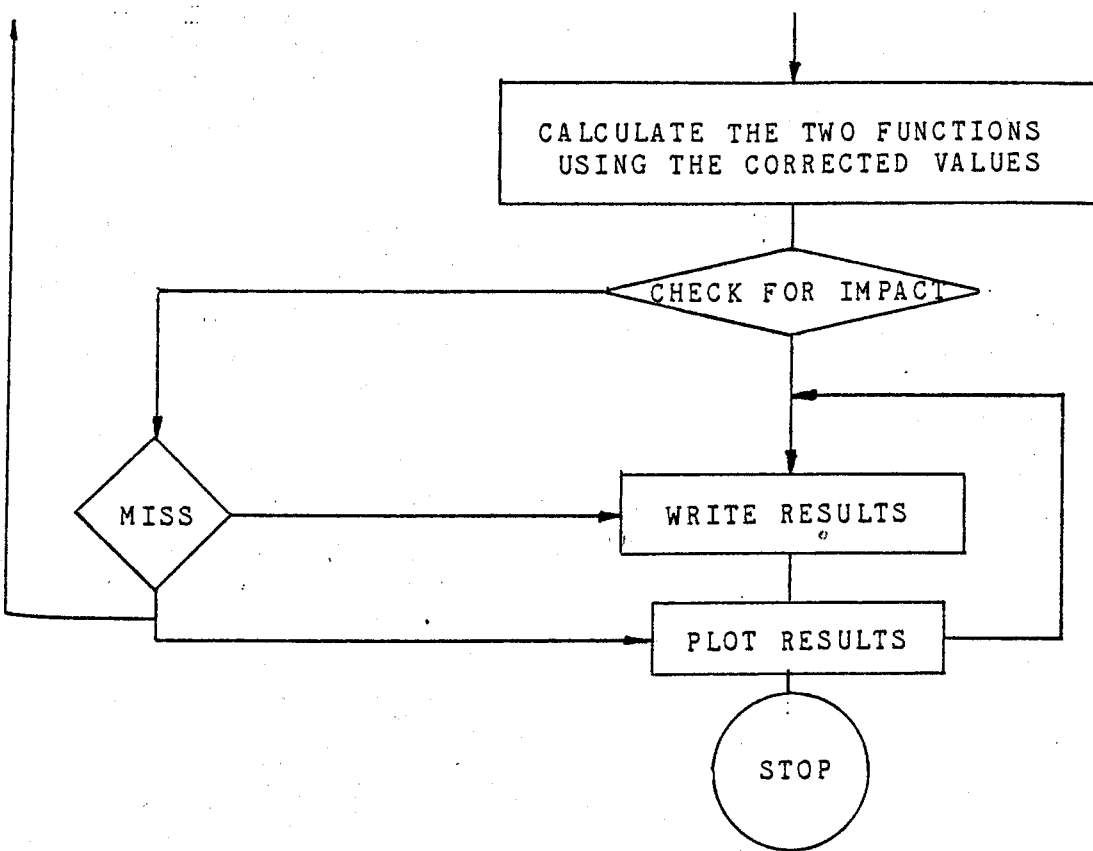 CALCULATE THE TWO FUNCTIONS
USING THE CORRECTED VALUES
CHECK FOR IMPACT
MISS
WRITE RESULTS
PLOT RESULTS
STOP